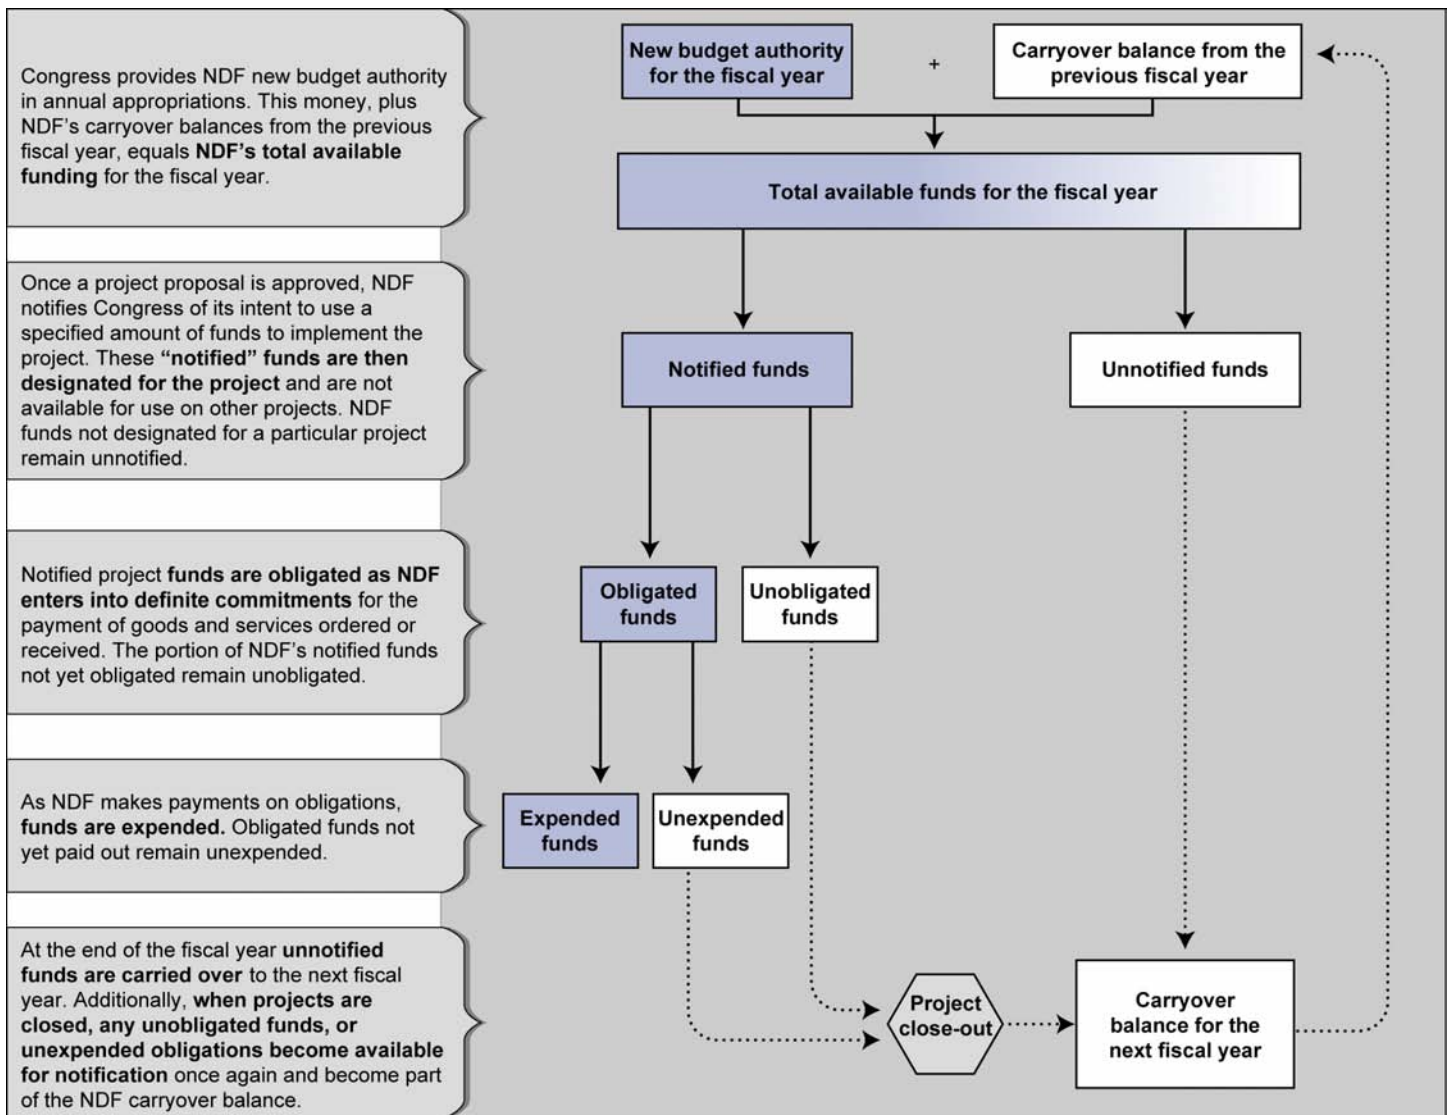 Congress provides NDF new budget authority
in annual appropriations. This money, plus
NDF's carryover balances from the previous
fiscal year, equals NDF's total available
funding for the fiscal year.
New budget authority
for the fiscal year
+
Carryover balance from the
previous fiscal year
Total available funds for the fiscal year
Once a project proposal is approved, NDF
notifies Congress of its intent to use a
specified amount of funds to implement the
project. These “notified” funds are then
designated for the project and are not
available for use on other projects. NDF
funds not designated for a particular project
remain unnotified.
Notified funds
Unnotified funds
Notified project funds are obligated as NDF
enters into definite commitments for the
payment of goods and services ordered or
received. The portion of NDF's notified funds
not yet obligated remain unobligated.
Obligated
funds
Unobligated
funds
As NDF makes payments on obligations,
funds are expended. Obligated funds not
yet paid out remain unexpended.
Expended
funds
Unexpended
funds
At the end of the fiscal year unnotified
funds are carried over to the next fiscal
year. Additionally, when projects are
closed, any unobligated funds, or
unexpended obligations become available
for notification once again and become part
of the NDF carryover balance.
Project
close-out
Carryover
balance for the
next fiscal year